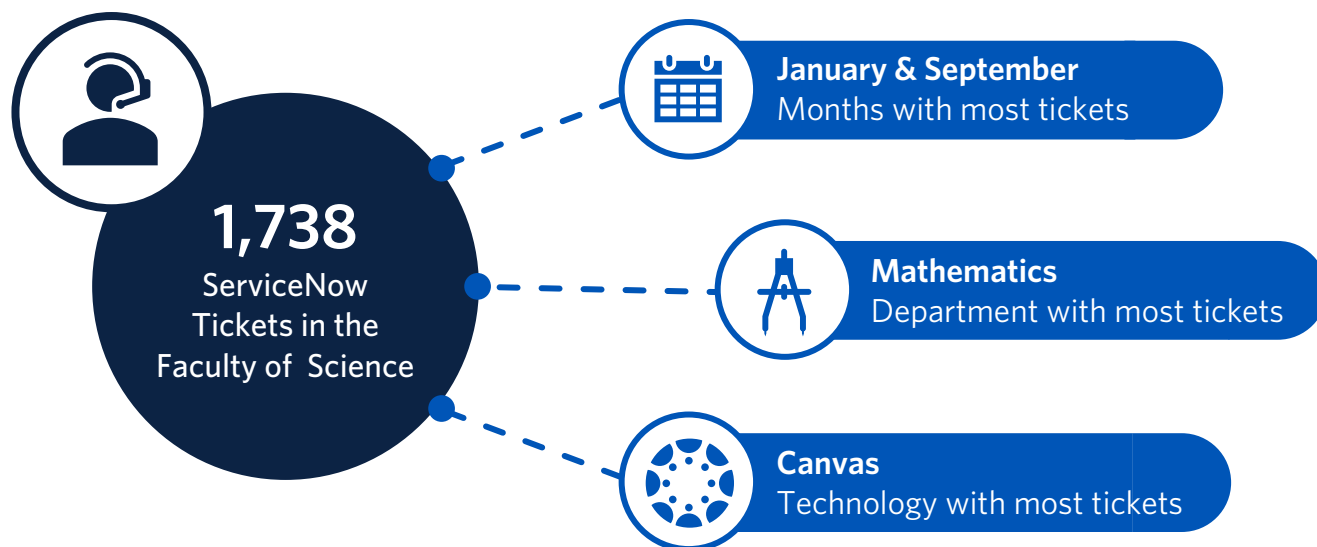 1,738
ServiceNow
Tickets in the
Faculty of Science
January & September
Months with most tickets
Mathematics
Department with most tickets
Canvas
Technology with most tickets